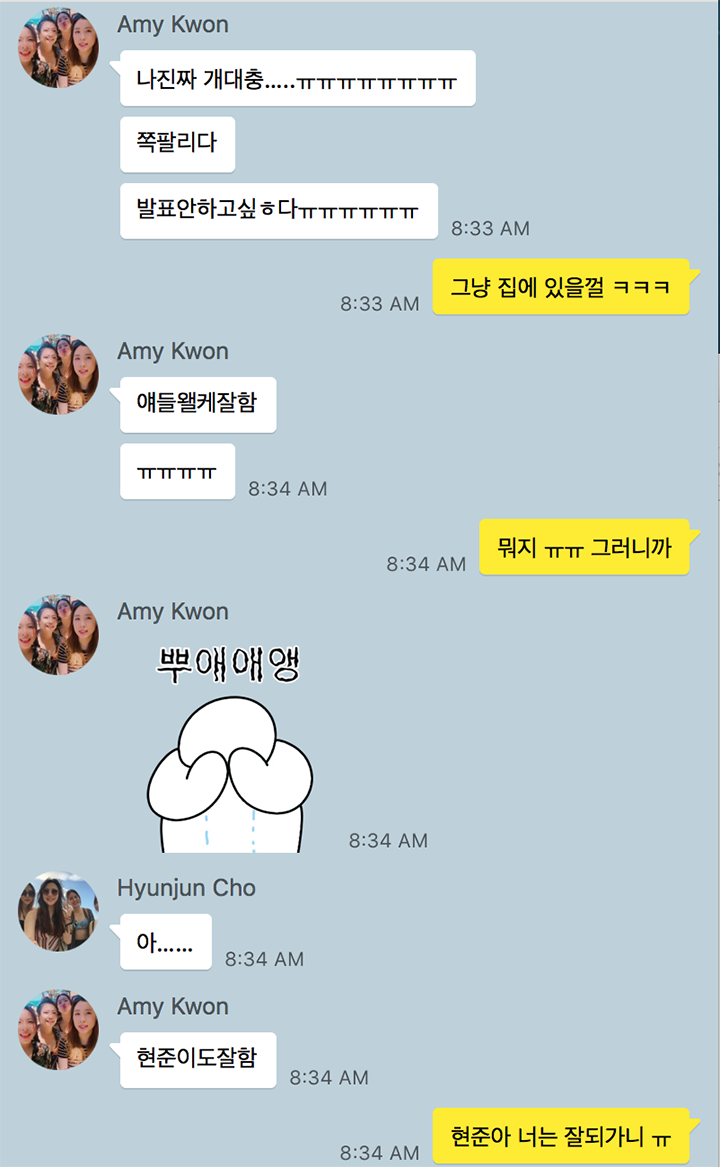 Amy Kwon
나진짜 개대충.....ㅠㅠㅠㅠㅠㅠㅠㅠ
쪽팔리다
발표안하고싶ㅎ다ㅠㅠㅠㅠㅠㅠ
8:33 AM
그냥 집에 있을껄 ㅋㅋㅋ
8:33 AM
Amy Kwon
얘들왤케잘함
ㅠㅠㅠㅠ
8:34 AM
뭐지 ㅠㅠ 그러니까
8:34 AM
Amy Kwon
뿌애애앵
8:34 AM
Hyunjun Cho
아......
8:34 AM
Amy Kwon
현준이도잘함
8:34 AM
현준아 너는 잘되가니 ㅠ
8:34 AM